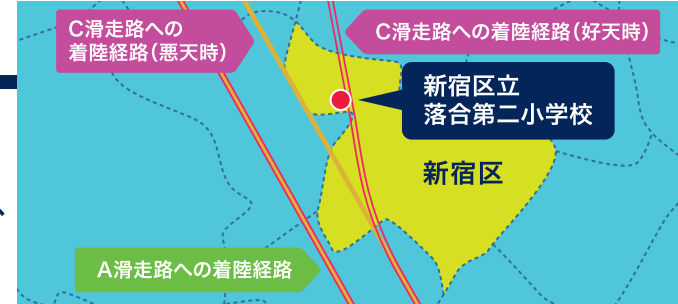 C滑走路への
着陸経路(悪天時)
C滑走路への着陸経路(好天時)
新宿区立
落合第二小学校
新宿区
A滑走路への着陸経路